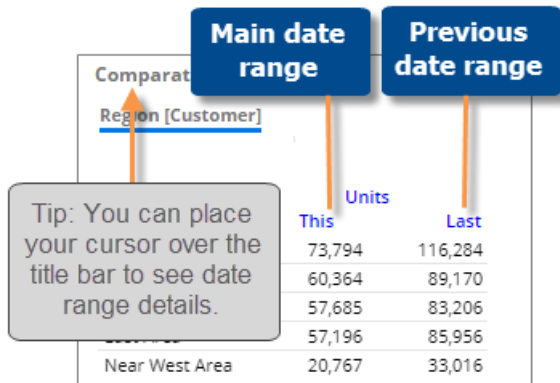 Main date
range
Previous
date range
Comparat
Region [Customer]
Tip: You can place
your cursor over the
title bar to see date
range details.
Units
This Last
73,794 116,284
60,364 89,170
57,685 83,206
57,196 85,956
Near West Area 20,767 33,016